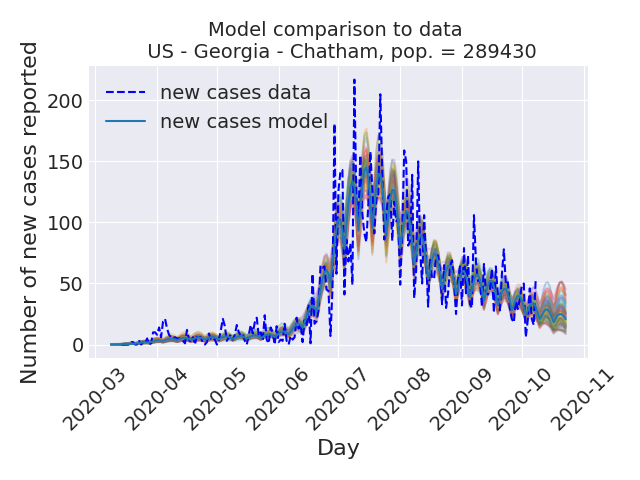 Model comparison to data
US - Georgia - Chatham, pop. = 289430
Number of new cases reported
200
150
100
50
0
new cases data
new cases model
2020-03
2020-04
2020-05
2020-06
2020-07
2020-08
2020-09
2020-10
2020-11
Day